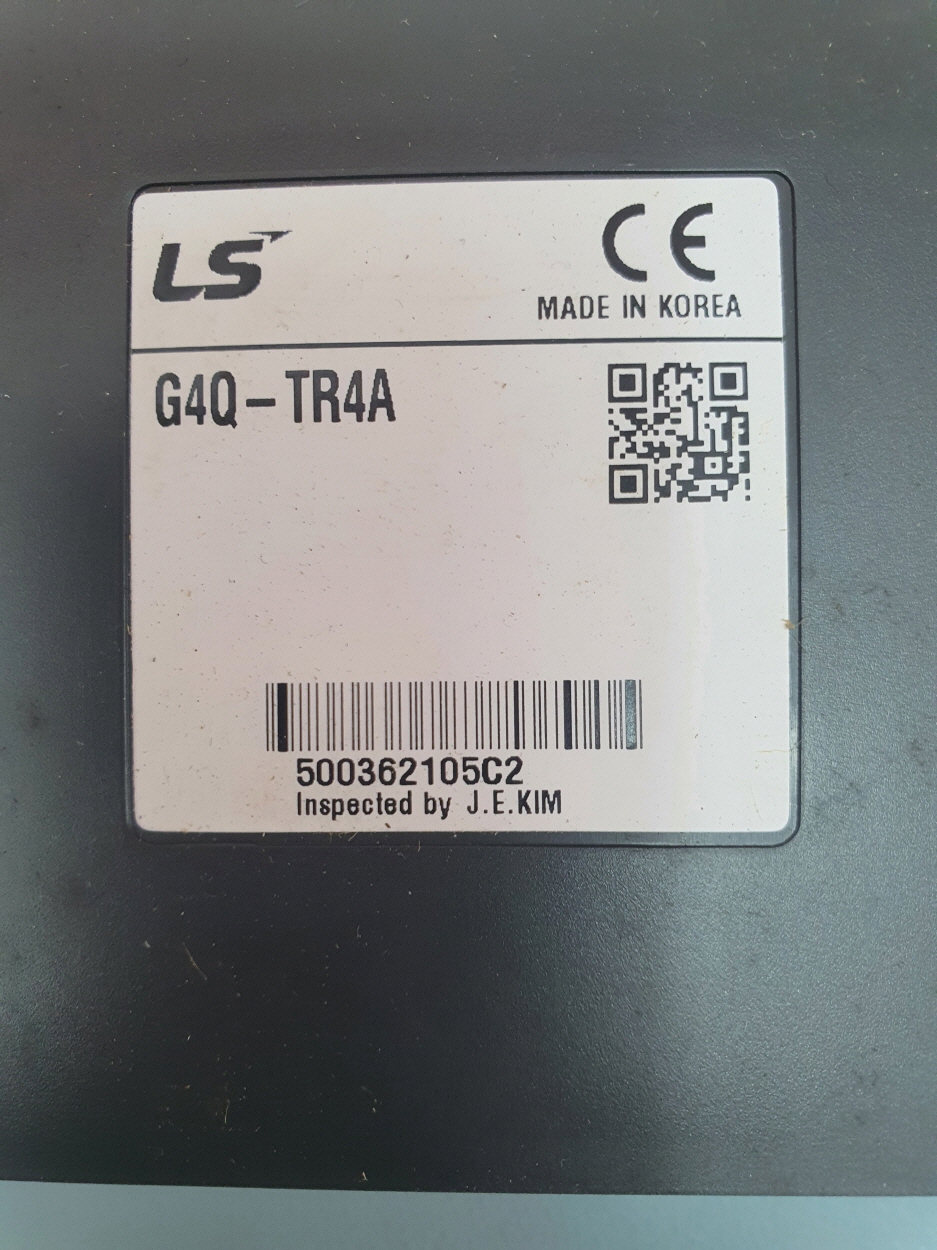 LS
CE
MADE IN KOREA
G4Q-TR4A
500362105C2
Inspected by J.E.KIM